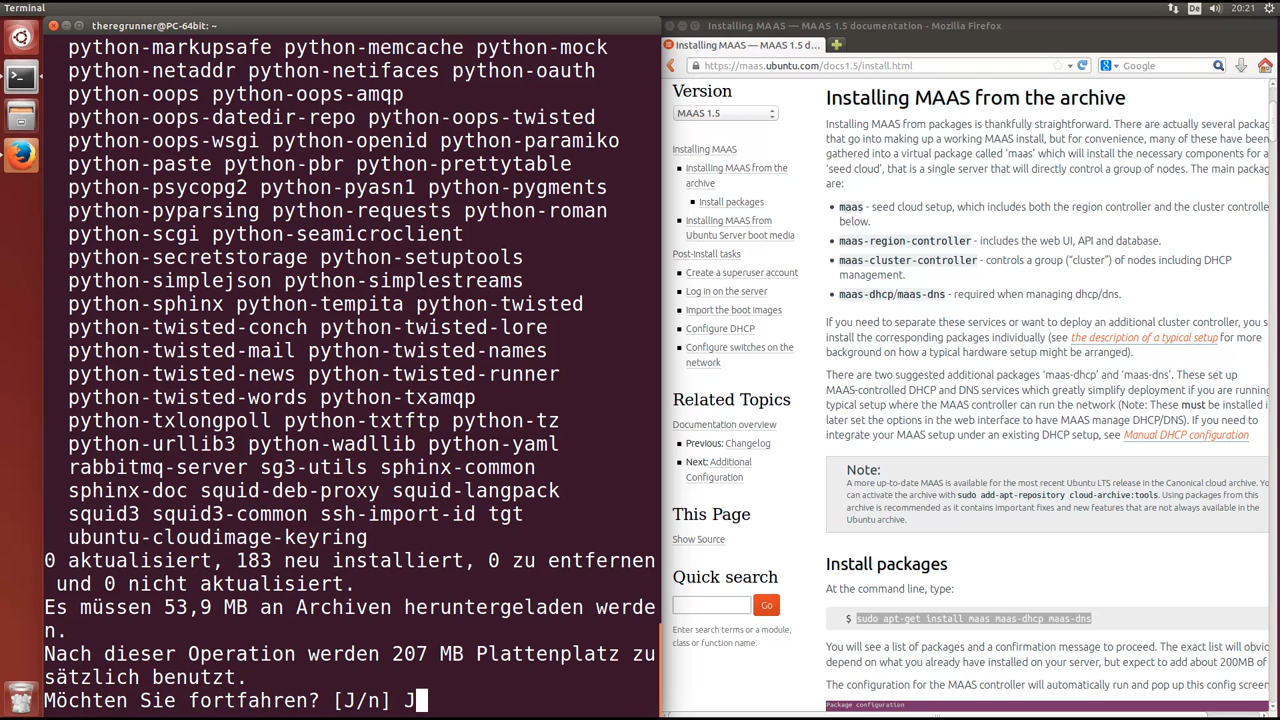 Terminal
De
20:21
theregrunner@PC-64bit: ~
python-markupsafe python-memcache python-mock
python-netaddr python-netifaces python-oauth
python-oops python-oops-amqp
python-oops-datedir-repo python-oops-twisted
python-oops-wsgi python-openid python-paramiko
python-paste python-pbr python-prettytable
python-psycopg2 python-pyasn1 python-pygments
python-pyparsing python-requests python-roman
python-scgi python-seamicroclient
python-secretstorage python-setuptools
python-simplejson python-simplestreams
python-sphinx python-tempita python-twisted
python-twisted-conch python-twisted-lore
python-twisted-mail python-twisted-names
python-twisted-news python-twisted-runner
python-twisted-words python-txamqp
python-txlongpoll python-txtftp python-tz
python-urllib3 python-wadllib python-yaml
rabbitmq-server sg3-utils sphinx-common
sphinx-doc squid-deb-proxy squid-langpack
squid3 squid3-common ssh-import-id tgt
ubuntu-cloudimage-keyring
0 aktualisiert, 183 neu installiert, 0 zu entfernen
und 0 nicht aktualisiert.
Es müssen 53,9 MB an Archiven heruntergeladen werde
n.
Nach dieser Operation werden 207 MB Plattenplatz zu
sätzlich benutzt.
Möchten Sie fortfahren? [J/n] J
Installing MAAS — MAAS 1.5 documentation - Mozilla Firefox
Installing MAAS — MAAS 1.5 d...
https://maas.ubuntu.com/docs1.5/install.html
Google
Version
MAAS 1.5
Installing MAAS
Installing MAAS from the
archive
Install packages
Installing MAAS from
Ubuntu Server boot media
Post-Install tasks
Create a superuser account
Log in on the server
Import the boot images
Configure DHCP
Configure switches on the
network
Related Topics
Documentation overview
Previous: Changelog
Next: Additional
Configuration
This Page
Show Source
Quick search
Go
Enter search terms or a module,
class or function name.
Installing MAAS from the archive
Installing MAAS from packages is thankfully straightforward. There are actually several packag
that go into making up a working MAAS install, but for convenience, many of these have been
gathered into a virtual package called ‘maas’ which will install the necessary components for a
‘seed cloud’, that is a single server that will directly control a group of nodes. The main packag
are:
maas - seed cloud setup, which includes both the region controller and the cluster controlle
below.
maas-region-controller - includes the web UI, API and database.
maas-cluster-controller - controls a group (“cluster”) of nodes including DHCP
management.
maas-dhcp/maas-dns - required when managing dhcp/dns.
If you need to separate these services or want to deploy an additional cluster controller, you s
install the corresponding packages individually (see the description of a typical setup for more
background on how a typical hardware setup might be arranged).
There are two suggested additional packages ‘maas-dhcp’ and ‘maas-dns’. These set up
MAAS-controlled DHCP and DNS services which greatly simplify deployment if you are running
typical setup where the MAAS controller can run the network (Note: These must be installed i
later set the options in the web interface to have MAAS manage DHCP/DNS). If you need to
integrate your MAAS setup under an existing DHCP setup, see Manual DHCP configuration
Note:
A more up-to-date MAAS is available for the most recent Ubuntu LTS release in the Canonical cloud archive. Yo
can activate the archive with sudo add-apt-repository cloud-archive:tools. Using packages from this
archive is recommended as it contains important fixes and new features that are not always available in the
Ubuntu archive.
Install packages
At the command line, type:
$ sudo apt-get install maas maas-dhcp maas-dns
You will see a list of packages and a confirmation message to proceed. The exact list will obvio
depend on what you already have installed on your server, but expect to add about 200MB of
The configuration for the MAAS controller will automatically run and pop up this config screen
Package configuration